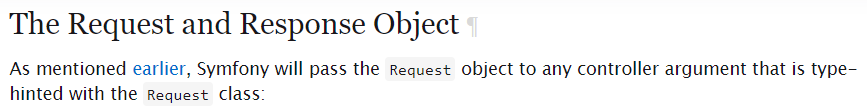 The Request and Response Object ¶
As mentioned earlier, Symfony will pass the Request object to any controller argument that is type-
hinted with the Request class: